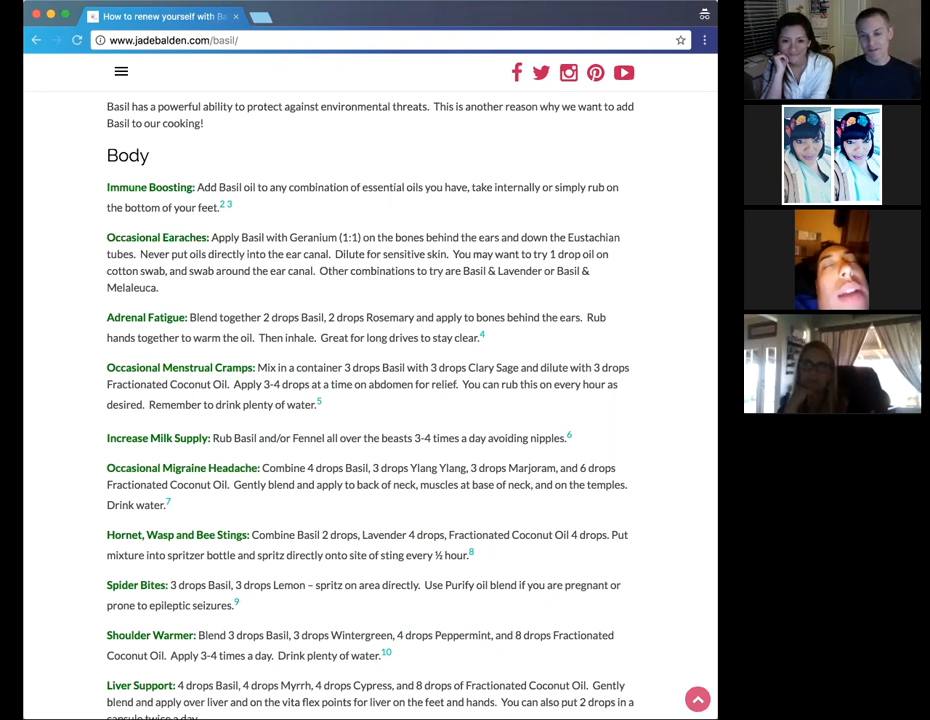 How to renew yourself with Ba
www.jadebalden.com/basil/
Basil has a powerful ability to protect against environmental threats. This is another reason why we want to add
Basil to our cooking!
Body
Immune Boosting: Add Basil oil to any combination of essential oils you have, take internally or simply rub on
the bottom of your feet.2 3
Occasional Earaches: Apply Basil with Geranium (1:1) on the bones behind the ears and down the Eustachian
tubes. Never put oils directly into the ear canal. Dilute for sensitive skin. You may want to try 1 drop oil on
cotton swab, and swab around the ear canal. Other combinations to try are Basil & Lavender or Basil &
Melaleuca.
Adrenal Fatigue: Blend together 2 drops Basil, 2 drops Rosemary and apply to bones behind the ears. Rub
hands together to warm the oil. Then inhale. Great for long drives to stay clear.4
Occasional Menstrual Cramps: Mix in a container 3 drops Basil with 3 drops Clary Sage and dilute with 3 drops
Fractionated Coconut Oil. Apply 3-4 drops at a time on abdomen for relief. You can rub this on every hour as
desired. Remember to drink plenty of water.5
Increase Milk Supply: Rub Basil and/or Fennel all over the beasts 3-4 times a day avoiding nipples.6
Occasional Migraine Headache: Combine 4 drops Basil, 3 drops Ylang Ylang, 3 drops Marjoram, and 6 drops
Fractionated Coconut Oil. Gently blend and apply to back of neck, muscles at base of neck, and on the temples.
Drink water.7
Hornet, Wasp and Bee Stings: Combine Basil 2 drops, Lavender 4 drops, Fractionated Coconut Oil 4 drops. Put
mixture into spritzer bottle and spritz directly onto site of sting every ½ hour.8
Spider Bites: 3 drops Basil, 3 drops Lemon – spritz on area directly. Use Purify oil blend if you are pregnant or
prone to epileptic seizures.9
Shoulder Warmer: Blend 3 drops Basil, 3 drops Wintergreen, 4 drops Peppermint, and 8 drops Fractionated
Coconut Oil. Apply 3-4 times a day. Drink plenty of water.10
Liver Support: 4 drops Basil, 4 drops Myrrh, 4 drops Cypress, and 8 drops of Fractionated Coconut Oil. Gently
blend and apply over liver and on the vita flex points for liver on the feet and hands. You can also put 2 drops in a
capsule twice a day.